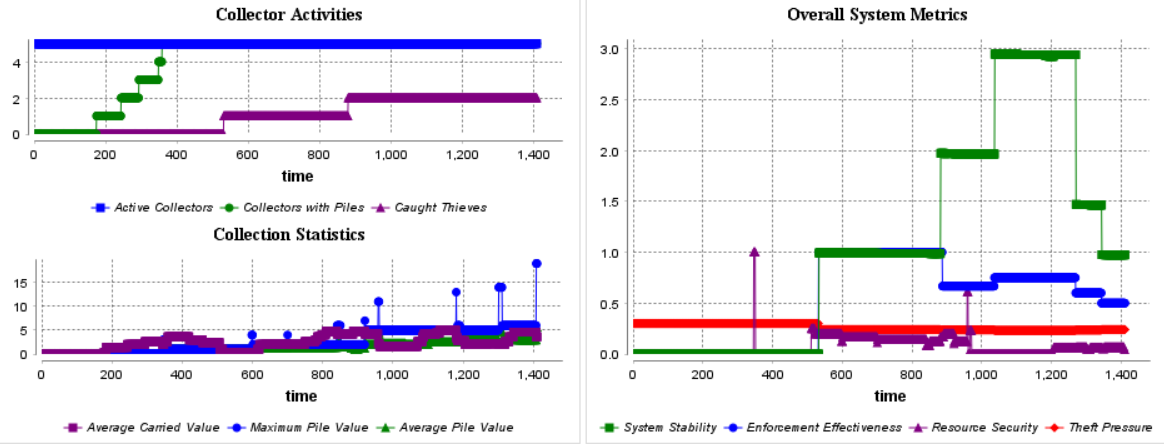 Collector Activities
4
2
0
0 200 400 600 800 1,000 1,200 1,400
time
Active Collectors Collectors with Piles Caught Thieves
Collection Statistics
15
10
5
0
0 200 400 600 800 1,000 1,200 1,400
time
Average Carried Value Maximum Pile Value Average Pile Value
Overall System Metrics
3.0
2.5
2.0
1.5
1.0
0.5
0.0
0 200 400 600 800 1,000 1,200 1,400
time
System Stability Enforcement Effectiveness Resource Security Theft Pressure